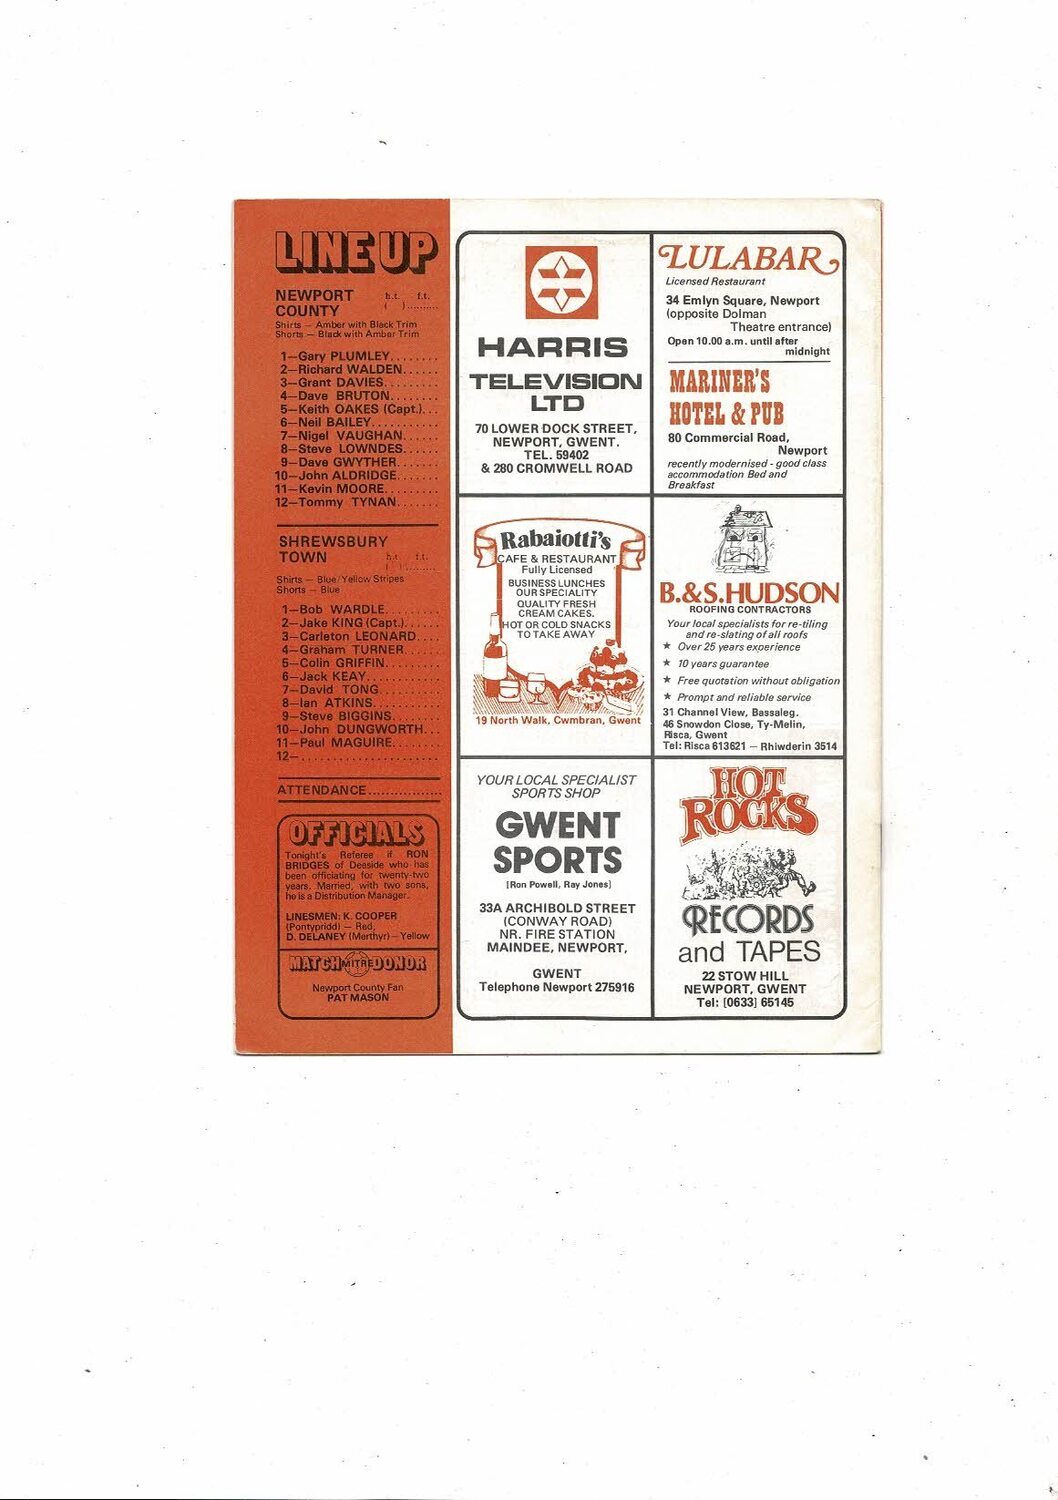 LINE UP
NEWPORT
COUNTY
h.t. f.t.
( )..........
Shirts — Amber with Black Trim
Shorts — Black with Amber Trim
1—Gary PLUMLEY........
2—Richard WALDEN......
3—Grant DAVIES.........
4—Dave BRUTON........
5—Keith OAKES (Capt.)...
6—Neil BAILEY...........
7—Nigel VAUGHAN......
8—Steve LOWNDES......
9—Dave GWYTHER.......
10—John ALDRIDGE.......
11—Kevin MOORE.........
12—Tommy TYNAN.......
SHREWSBURY
TOWN
h.t. f.t.
( )..........
Shirts — Blue/Yellow Stripes
Shorts — Blue
1—Bob WARDLE.........
2—Jake KING (Capt.)......
3—Carleton LEONARD....
4—Graham TURNER......
5—Colin GRIFFIN.........
6—Jack KEAY............
7—David TONG..........
8—Ian ATKINS...........
9—Steve BIGGINS........
10—John DUNGWORTH...
11—Paul MAGUIRE........
12—.......................
ATTENDANCE.................
OFFICIALS
Tonight's Referee if RON
BRIDGES of Deeside who has
been officiating for twenty-two
years. Married, with two sons,
he is a Distribution Manager.
LINESMEN: K. COOPER
(Pontypridd) — Red,
D. DELANEY (Merthyr) — Yellow
MATCH MITRE DONOR
Newport County Fan
PAT MASON
HARRIS
TELEVISION
LTD
70 LOWER DOCK STREET,
NEWPORT, GWENT.
TEL. 59402
& 280 CROMWELL ROAD
LULABAR
Licensed Restaurant
34 Emlyn Square, Newport
(opposite Dolman
Theatre entrance)
Open 10.00 a.m. until after
midnight
MARINER'S
HOTEL & PUB
80 Commercial Road,
Newport
recently modernised - good class
accommodation Bed and
Breakfast
Rabaiotti's
CAFE & RESTAURANT
Fully Licensed
BUSINESS LUNCHES
OUR SPECIALITY
QUALITY FRESH
CREAM CAKES.
HOT OR COLD SNACKS
TO TAKE AWAY
19 North Walk, Cwmbran, Gwent
B.&S.HUDSON
ROOFING CONTRACTORS
Your local specialists for re-tiling
and re-slating of all roofs
★ Over 25 years experience
★ 10 years guarantee
★ Free quotation without obligation
★ Prompt and reliable service
31 Channel View, Bassaleg.
46 Snowdon Close, Ty-Melin,
Risca, Gwent
Tel: Risca 613621 — Rhiwderin 3514
YOUR LOCAL SPECIALIST
SPORTS SHOP
GWENT
SPORTS
[Ron Powell, Ray Jones]
33A ARCHIBOLD STREET
(CONWAY ROAD)
NR. FIRE STATION
MAINDEE, NEWPORT,
GWENT
Telephone Newport 275916
HOT
ROCKS
RECORDS
and TAPES
22 STOW HILL
NEWPORT, GWENT
Tel: [0633] 65145